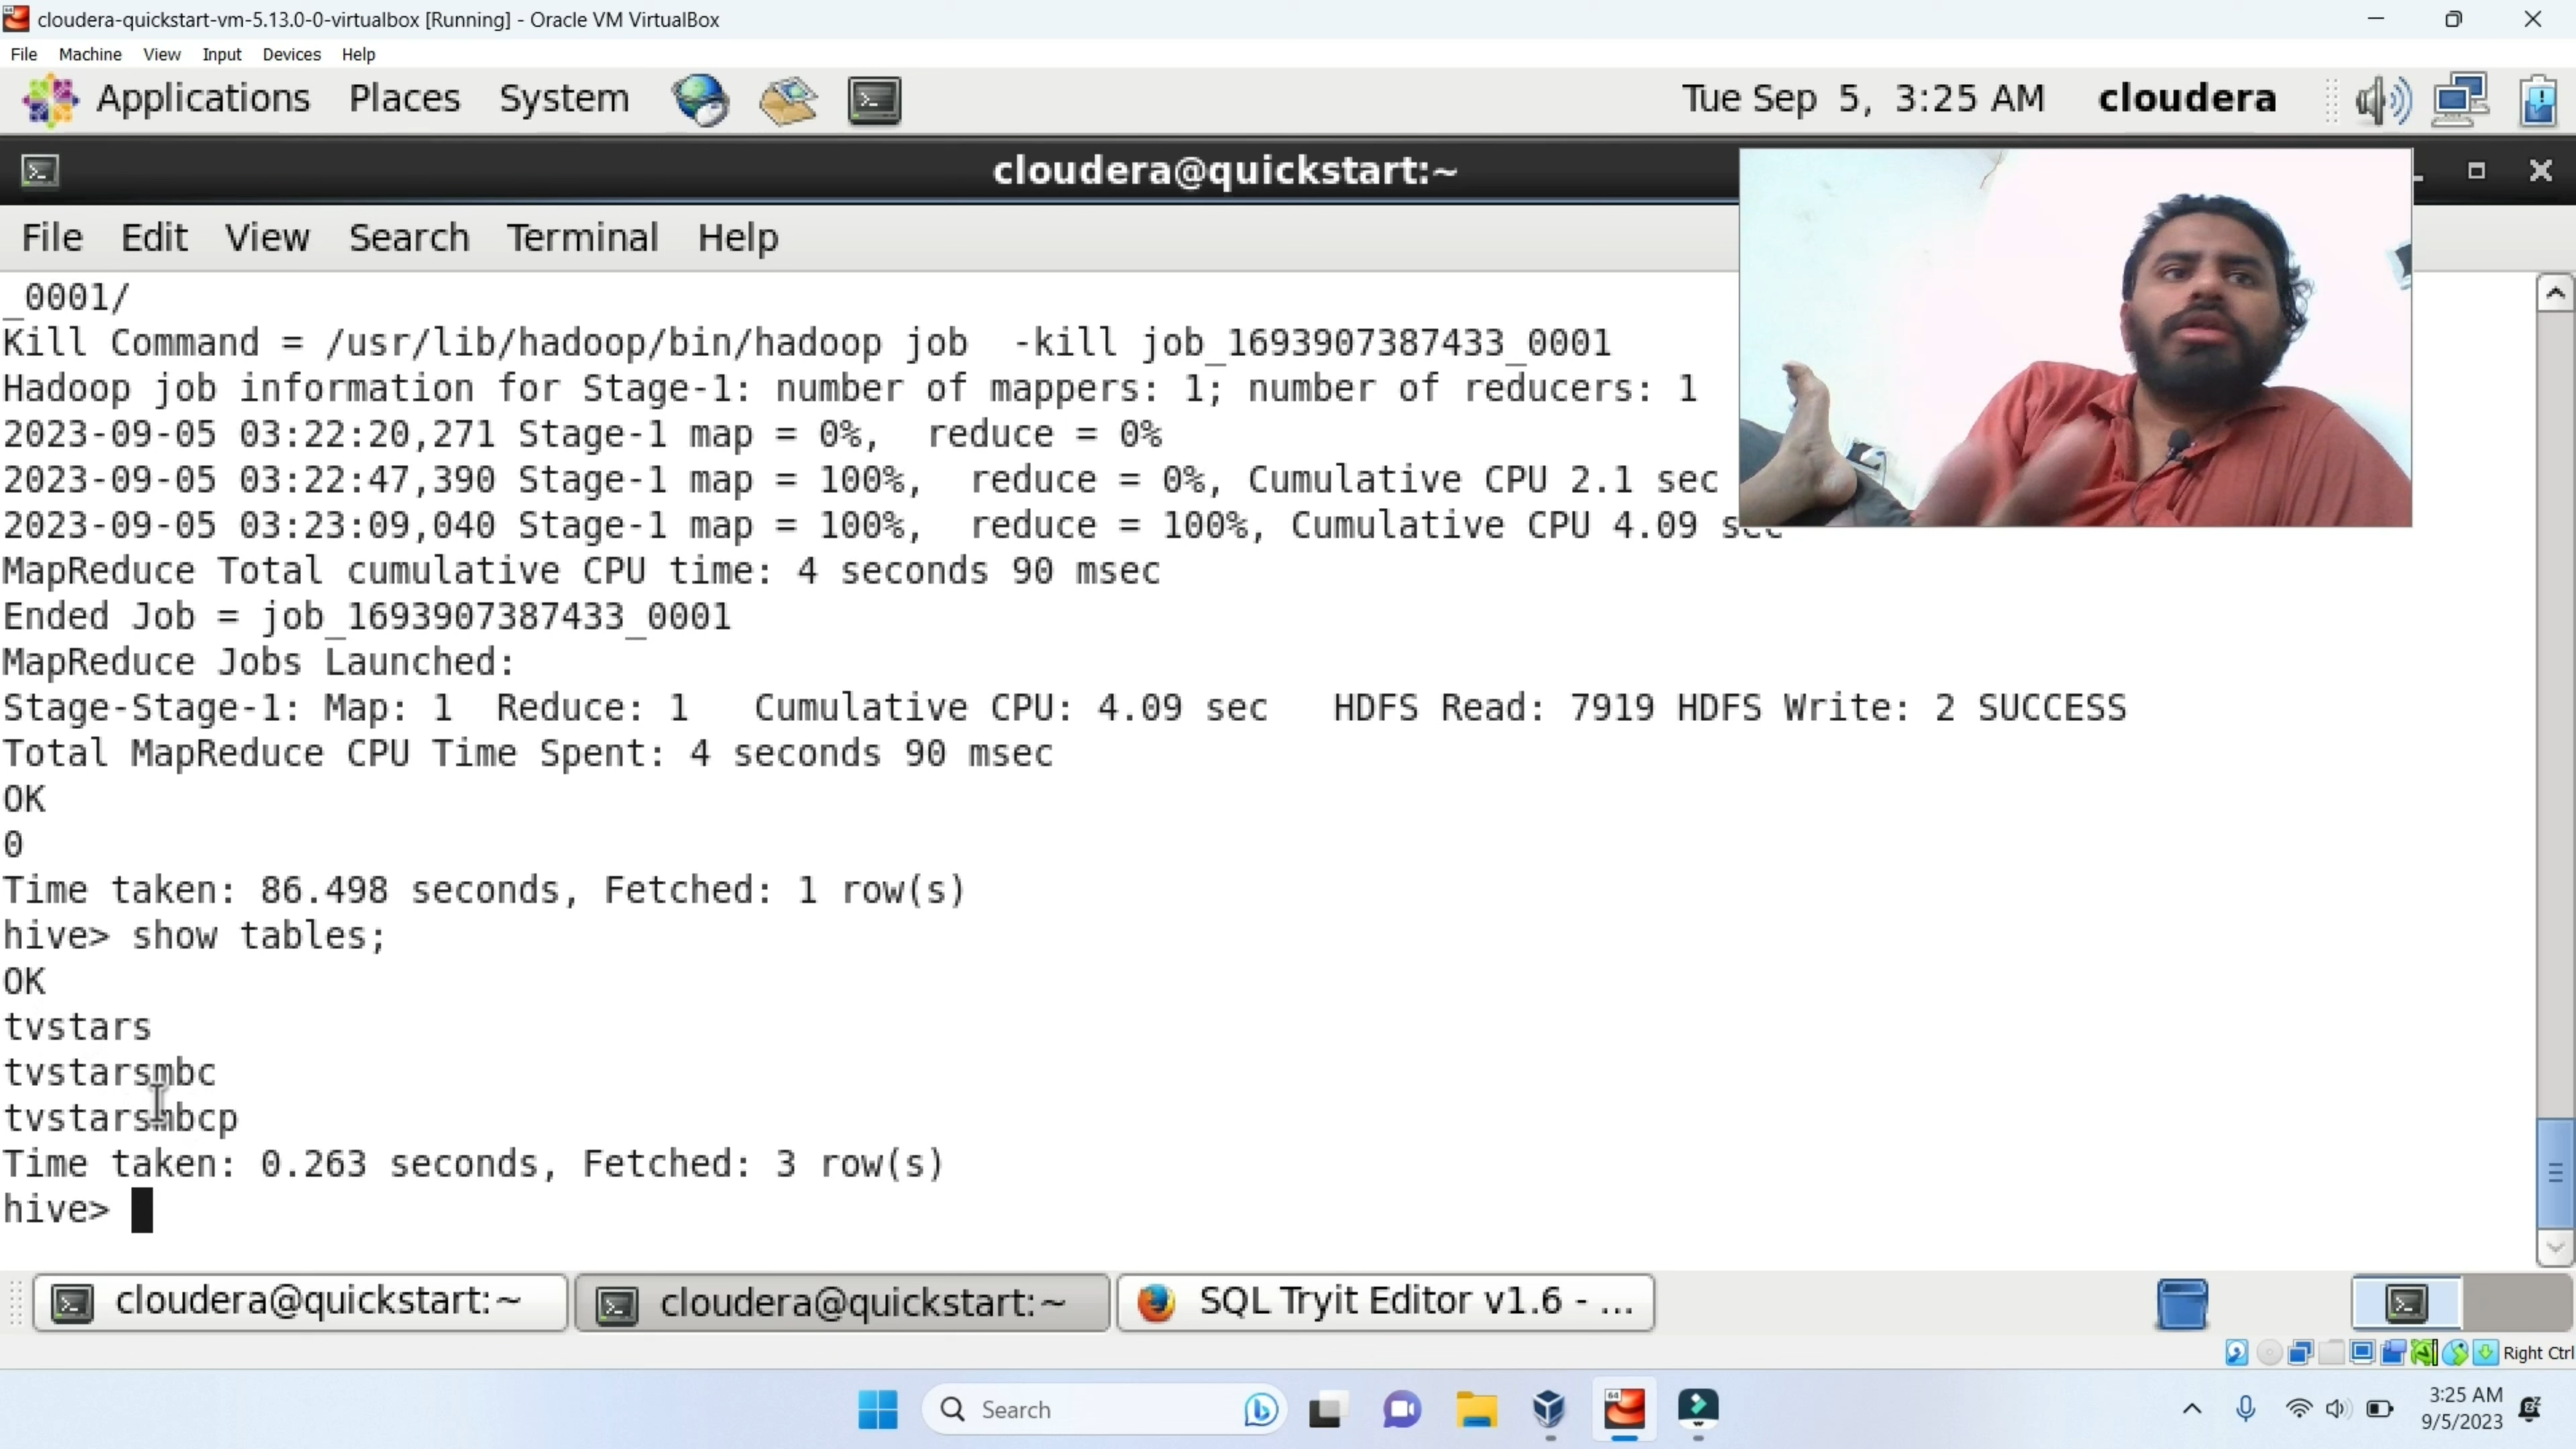 cloudera-quickstart-vm-5.13.0-0-virtualbox [Running] - Oracle VM VirtualBox
File Machine View Input Devices Help
Applications Places System Tue Sep 5, 3:25 AM cloudera
cloudera@quickstart:~
File Edit View Search Terminal Help
_0001/
Kill Command = /usr/lib/hadoop/bin/hadoop job  -kill job_1693907387433_0001
Hadoop job information for Stage-1: number of mappers: 1; number of reducers: 1
2023-09-05 03:22:20,271 Stage-1 map = 0%,  reduce = 0%
2023-09-05 03:22:47,390 Stage-1 map = 100%,  reduce = 0%, Cumulative CPU 2.1 sec
2023-09-05 03:23:09,040 Stage-1 map = 100%,  reduce = 100%, Cumulative CPU 4.09 sec
MapReduce Total cumulative CPU time: 4 seconds 90 msec
Ended Job = job_1693907387433_0001
MapReduce Jobs Launched:
Stage-Stage-1: Map: 1  Reduce: 1   Cumulative CPU: 4.09 sec   HDFS Read: 7919 HDFS Write: 2 SUCCESS
Total MapReduce CPU Time Spent: 4 seconds 90 msec
OK
0
Time taken: 86.498 seconds, Fetched: 1 row(s)
hive> show tables;
OK
tvstars
tvstarsmbc
tvstarsmbcp
Time taken: 0.263 seconds, Fetched: 3 row(s)
hive>
cloudera@quickstart:~ cloudera@quickstart:~ SQL Tryit Editor v1.6 - ...
Right Ctrl
Search
3:25 AM
9/5/2023